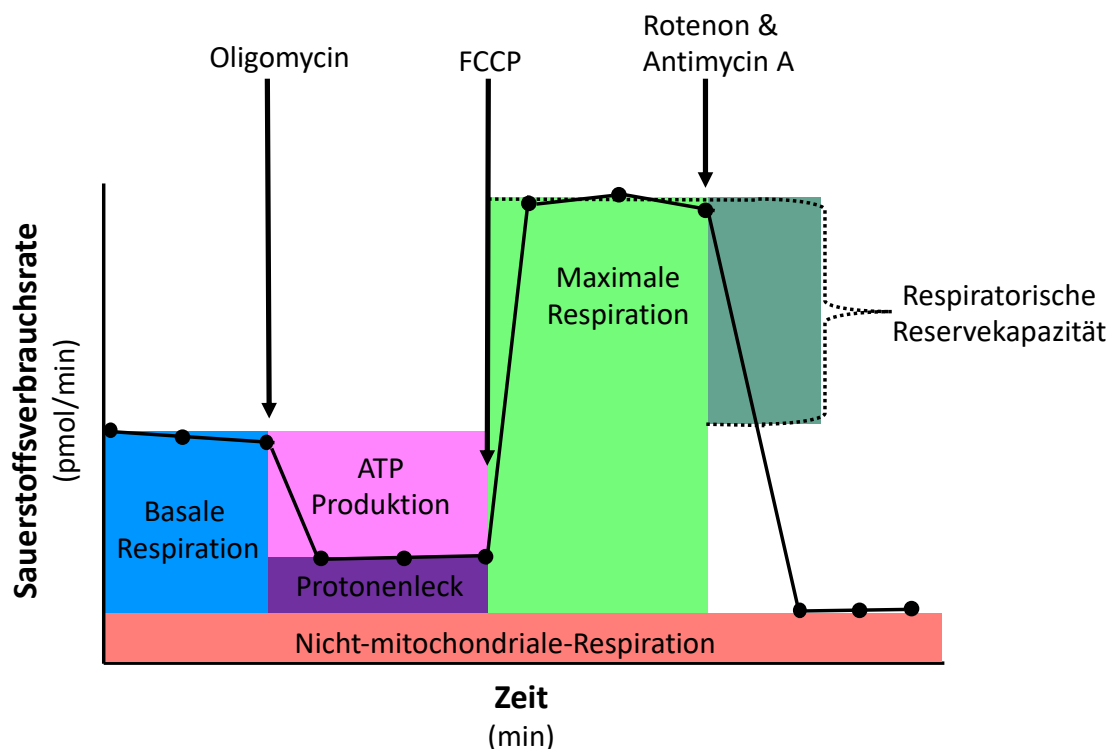 Oligomycin
FCCP
Rotenon &
Antimycin A
Sauerstoffsverbrauchsrate
(pmol/min)
Basale
Respiration
ATP
Produktion
Protonenleck
Maximale
Respiration
Respiratorische
Reservekapazität
Nicht-mitochondriale-Respiration
Zeit
(min)